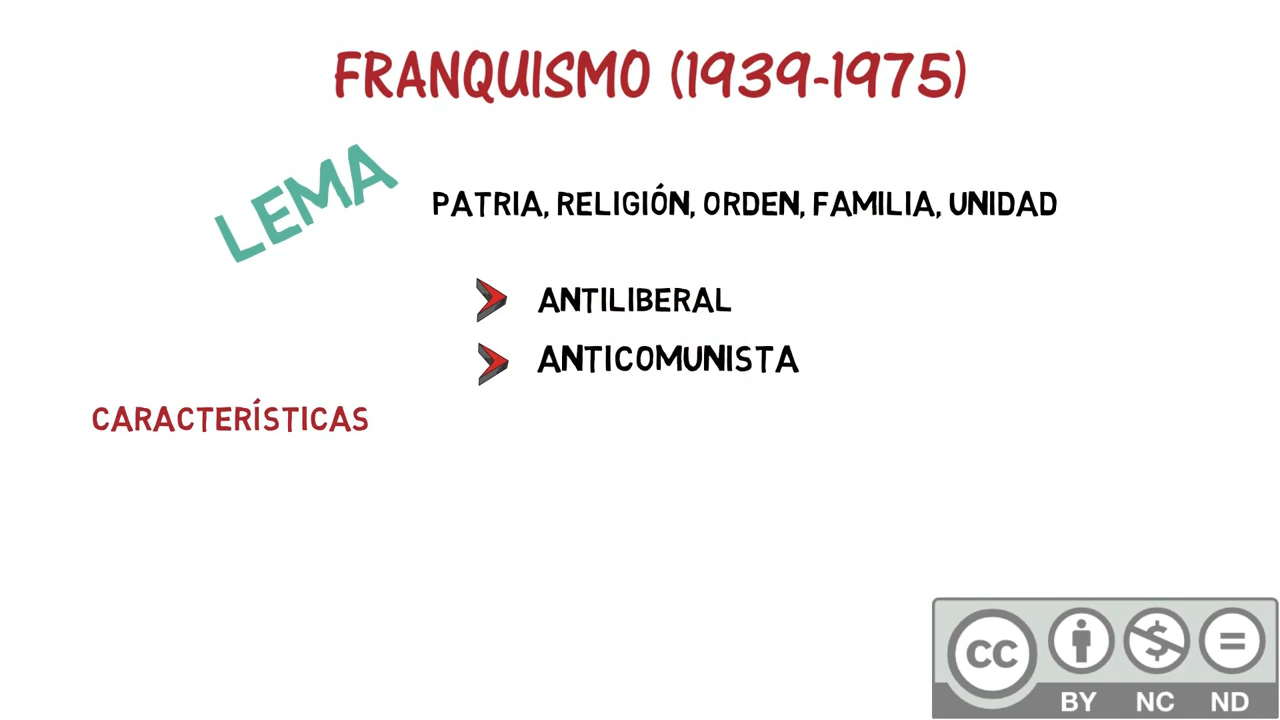 FRANQUISMO (1939-1975)
LEMA
PATRIA, RELIGIÓN, ORDEN, FAMILIA, UNIDAD
ANTILIBERAL
ANTICOMUNISTA
CARACTERÍSTICAS
CC
BY NC ND